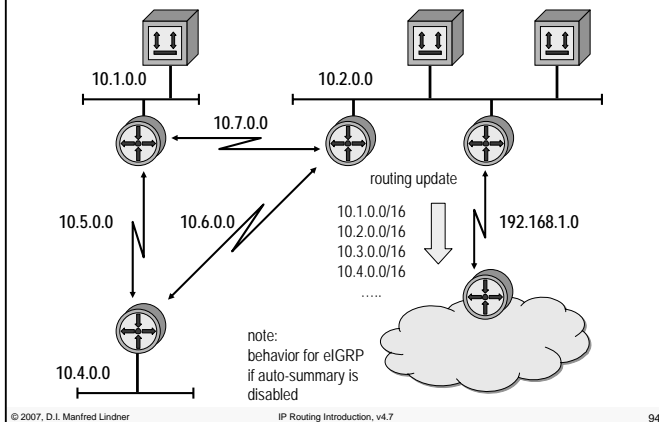 10.1.0.0
10.2.0.0
10.7.0.0
routing update
10.5.0.0
10.6.0.0
10.1.0.0/16
10.2.0.0/16
10.3.0.0/16
10.4.0.0/16
.....
192.168.1.0
note:
behavior for eIGRP
if auto-summary is
disabled
10.4.0.0
© 2007, D.I. Manfred Lindner
IP Routing Introduction, v4.7
94